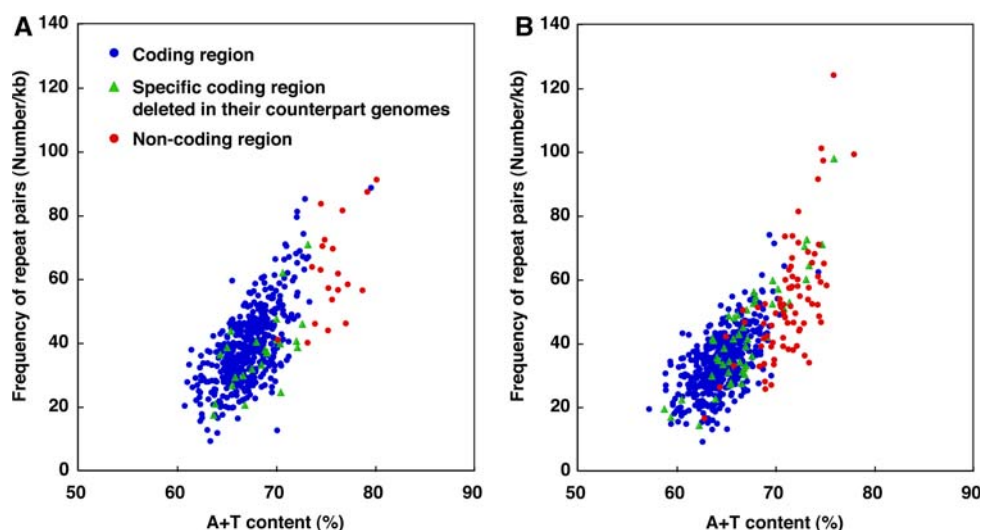 A
Coding region
Specific coding region
deleted in their counterpart genomes
Non-coding region
Frequency of repeat pairs (Number/kb)
140
120
100
80
60
40
20
0
50 60 70 80 90
A+T content (%)
B
Frequency of repeat pairs (Number/kb)
140
120
100
80
60
40
20
0
50 60 70 80 90
A+T content (%)